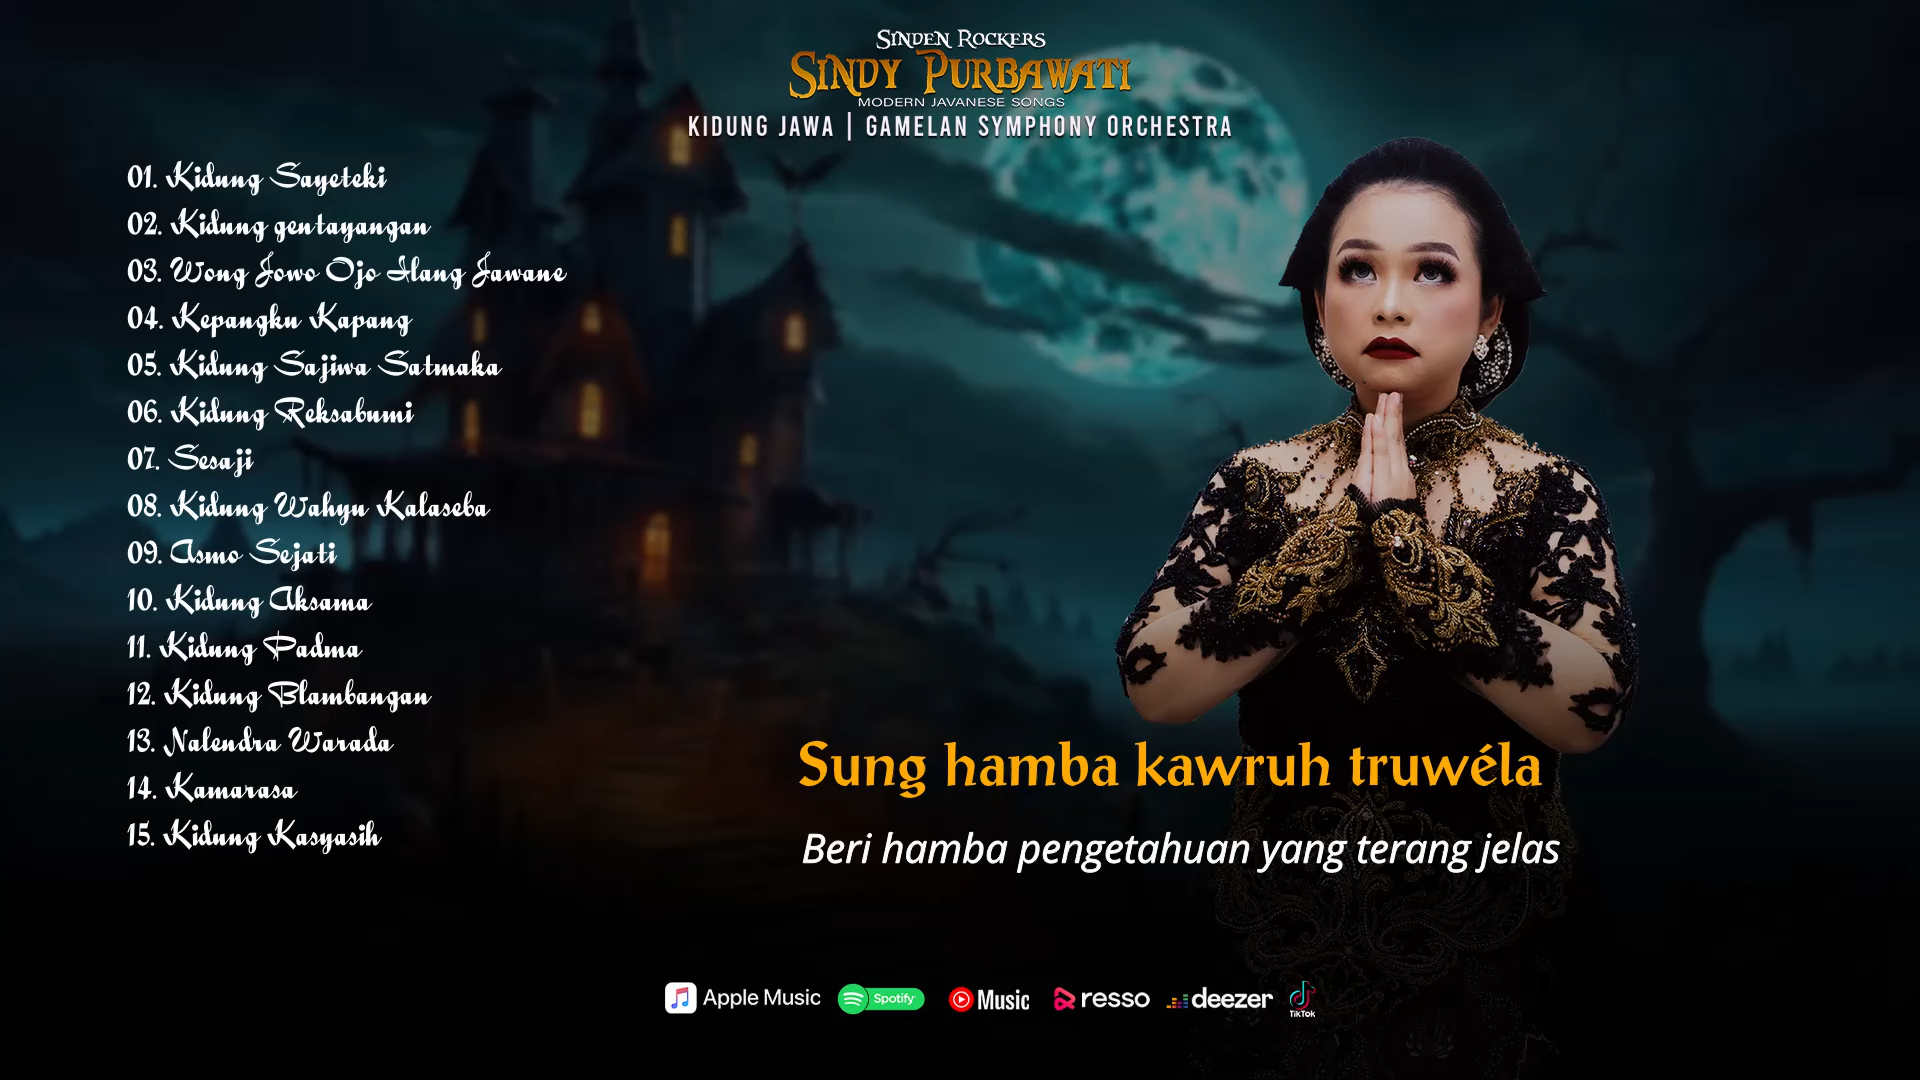 SINDEN ROCKERS
SINDY PURBAWATI
MODERN JAVANESE SONGS
KIDUNG JAWA | GAMELAN SYMPHONY ORCHESTRA
01. Kidung Sayeteki
02. Kidung gentayangan
03. Wong Jowo Ojo Ilang Jawane
04. Kepangku Kapang
05. Kidung Sajiwa Satmaka
06. Kidung Reksabumi
07. Sesaji
08. Kidung Wahyu Kalaseba
09. Asmo Sejati
10. Kidung Aksama
11. Kidung Padma
12. Kidung Blambangan
13. Nalendra Warada
14. Kamarasa
15. Kidung Kasyasih
Sung hamba kawruh truwéla
Beri hamba pengetahuan yang terang jelas
Apple Music Spotify Music resso deezer TikTok